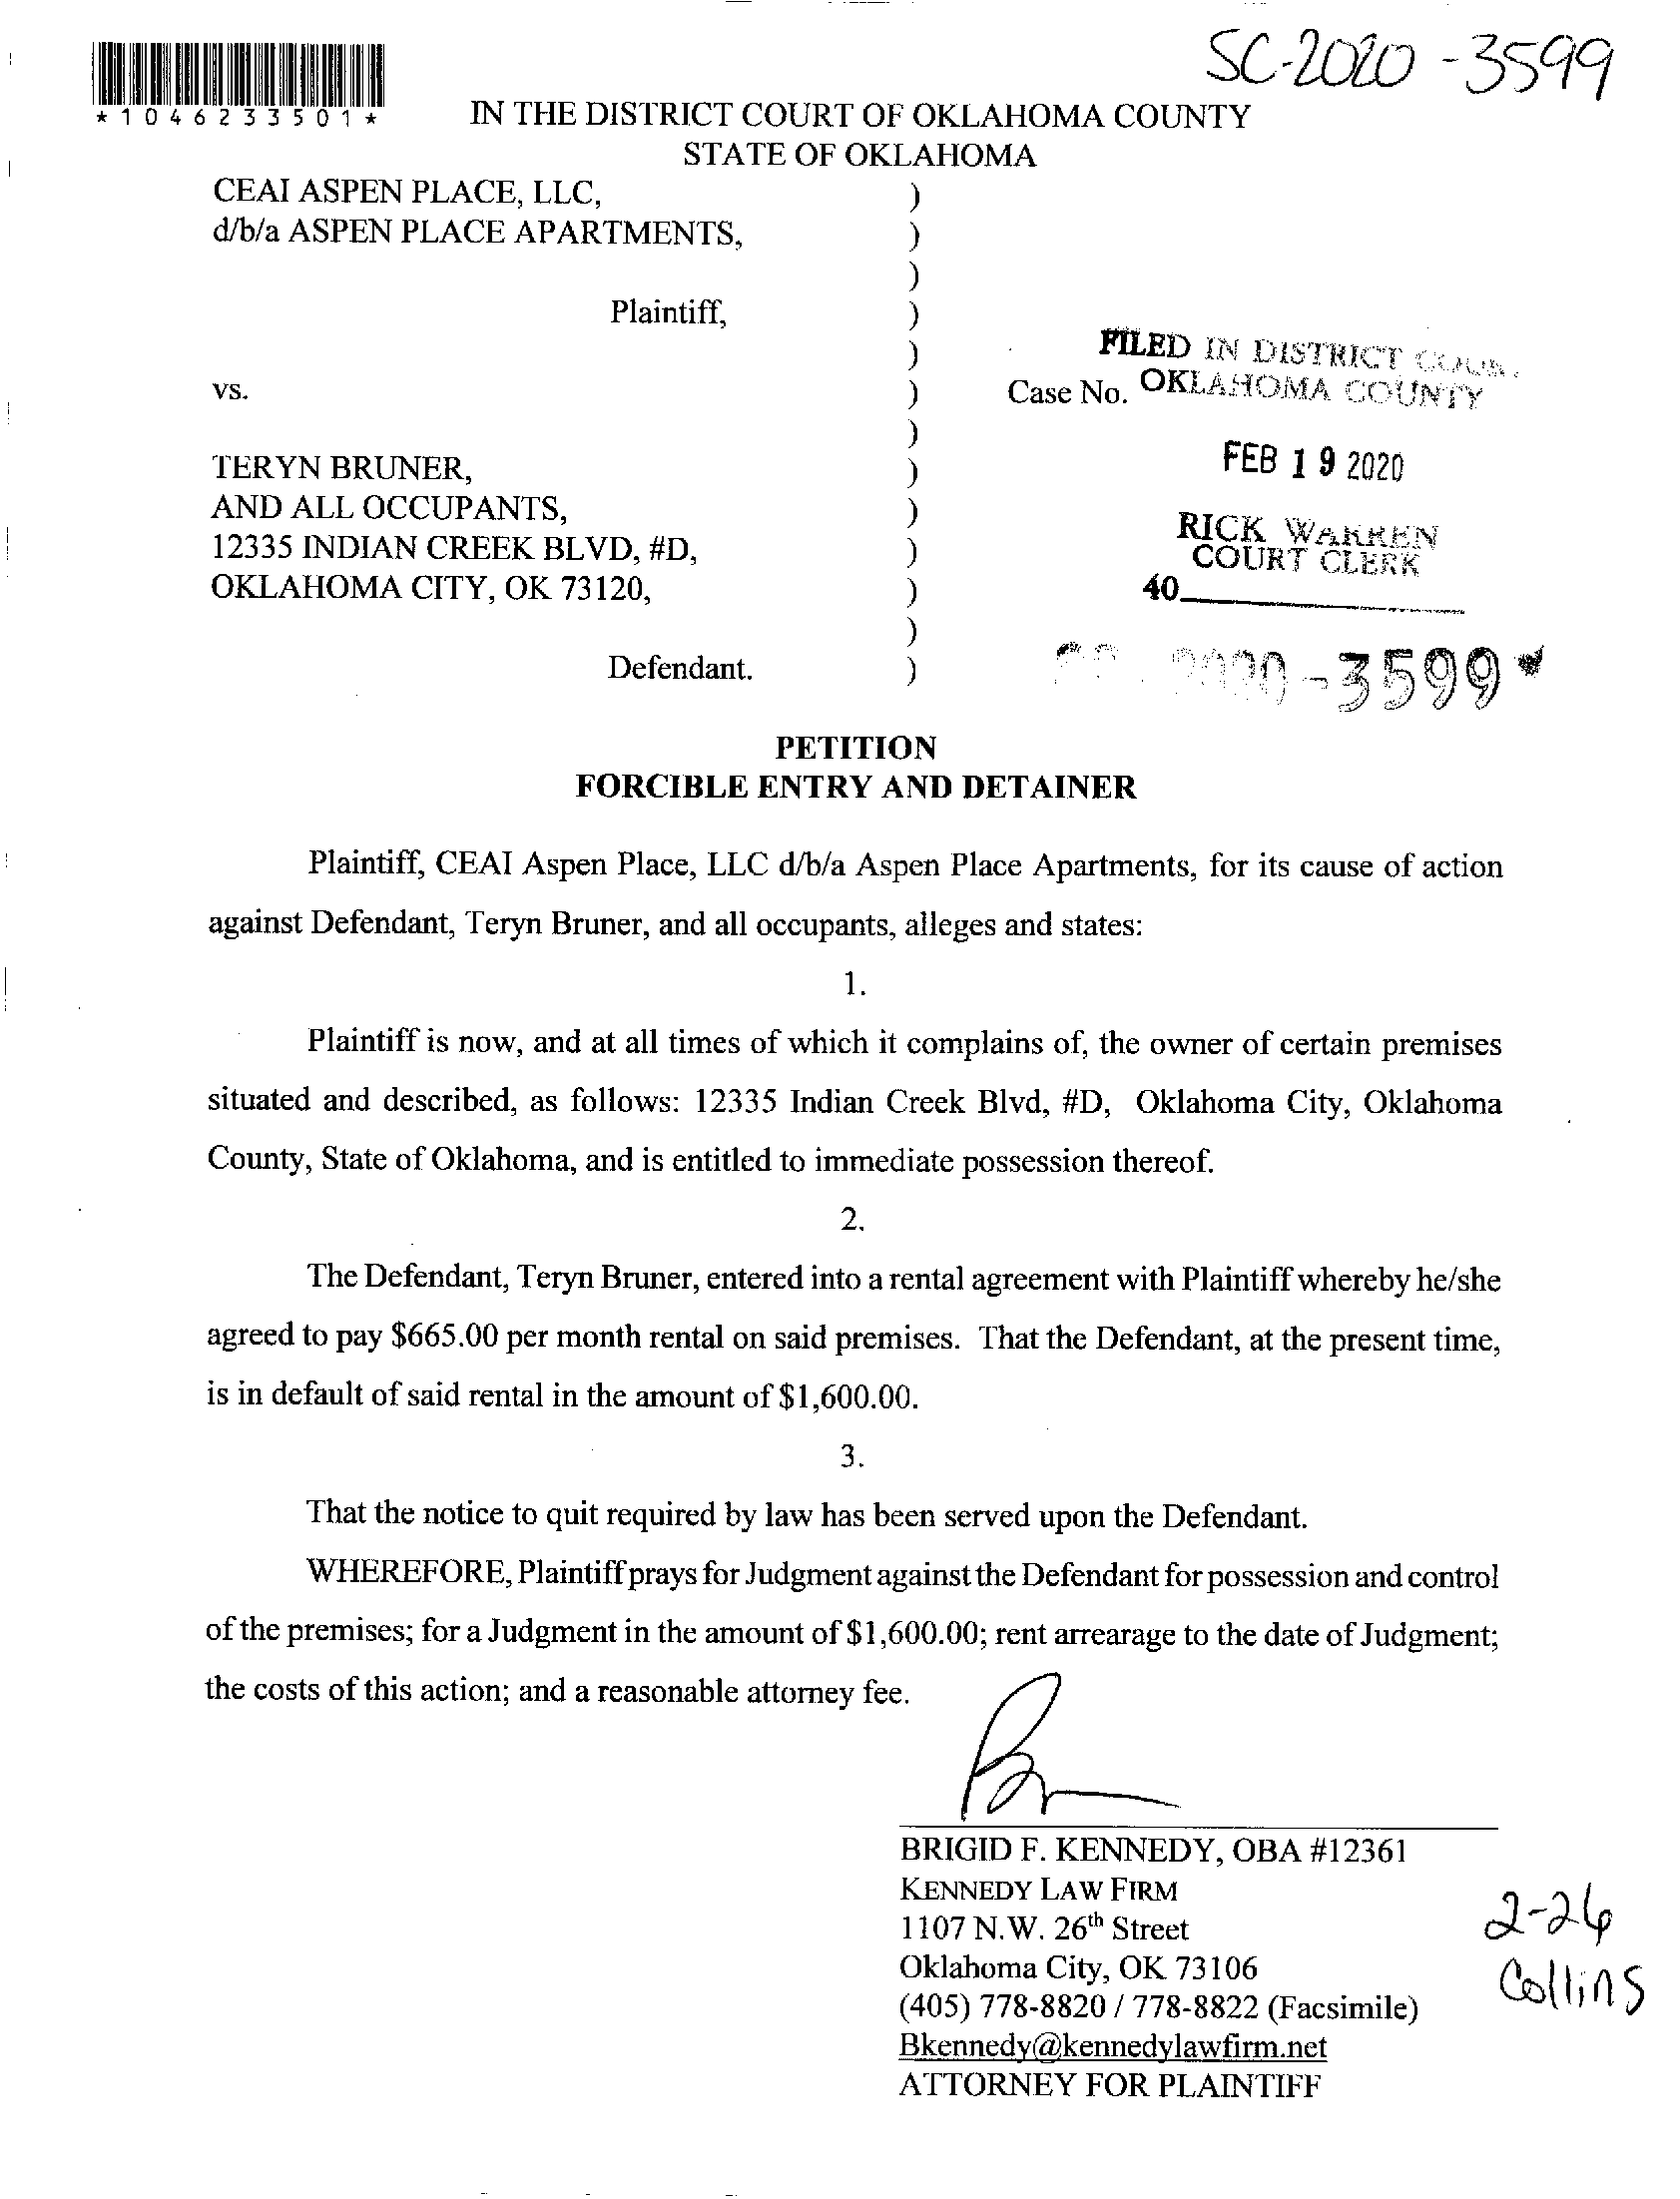 SC-2020-3599
*1046233501*
IN THE DISTRICT COURT OF OKLAHOMA COUNTY
STATE OF OKLAHOMA
CEAI ASPEN PLACE, LLC, )
d/b/a ASPEN PLACE APARTMENTS, )
)
Plaintiff, )
)
FILED IN DISTRICT COURT
vs. ) Case No. OKLAHOMA COUNTY
)
TERYN BRUNER, ) FEB 19 2020
AND ALL OCCUPANTS, )
12335 INDIAN CREEK BLVD, #D, ) RICK WARREN
COURT CLERK
OKLAHOMA CITY, OK 73120, ) 40
)
Defendant. ) 2020-3599
PETITION
FORCIBLE ENTRY AND DETAINER
Plaintiff, CEAI Aspen Place, LLC d/b/a Aspen Place Apartments, for its cause of action
against Defendant, Teryn Bruner, and all occupants, alleges and states:
1.
Plaintiff is now, and at all times of which it complains of, the owner of certain premises
situated and described, as follows: 12335 Indian Creek Blvd, #D, Oklahoma City, Oklahoma
County, State of Oklahoma, and is entitled to immediate possession thereof.
2.
The Defendant, Teryn Bruner, entered into a rental agreement with Plaintiff whereby he/she
agreed to pay $665.00 per month rental on said premises. That the Defendant, at the present time,
is in default of said rental in the amount of $1,600.00.
3.
That the notice to quit required by law has been served upon the Defendant.
WHEREFORE, Plaintiff prays for Judgment against the Defendant for possession and control
of the premises; for a Judgment in the amount of $1,600.00; rent arrearage to the date of Judgment;
the costs of this action; and a reasonable attorney fee.
BRIGID F. KENNEDY, OBA #12361
KENNEDY LAW FIRM
1107 N.W. 26th Street
Oklahoma City, OK 73106
(405) 778-8820 / 778-8822 (Facsimile)
Bkennedy@kennedylawfirm.net
ATTORNEY FOR PLAINTIFF
2-26
Collins